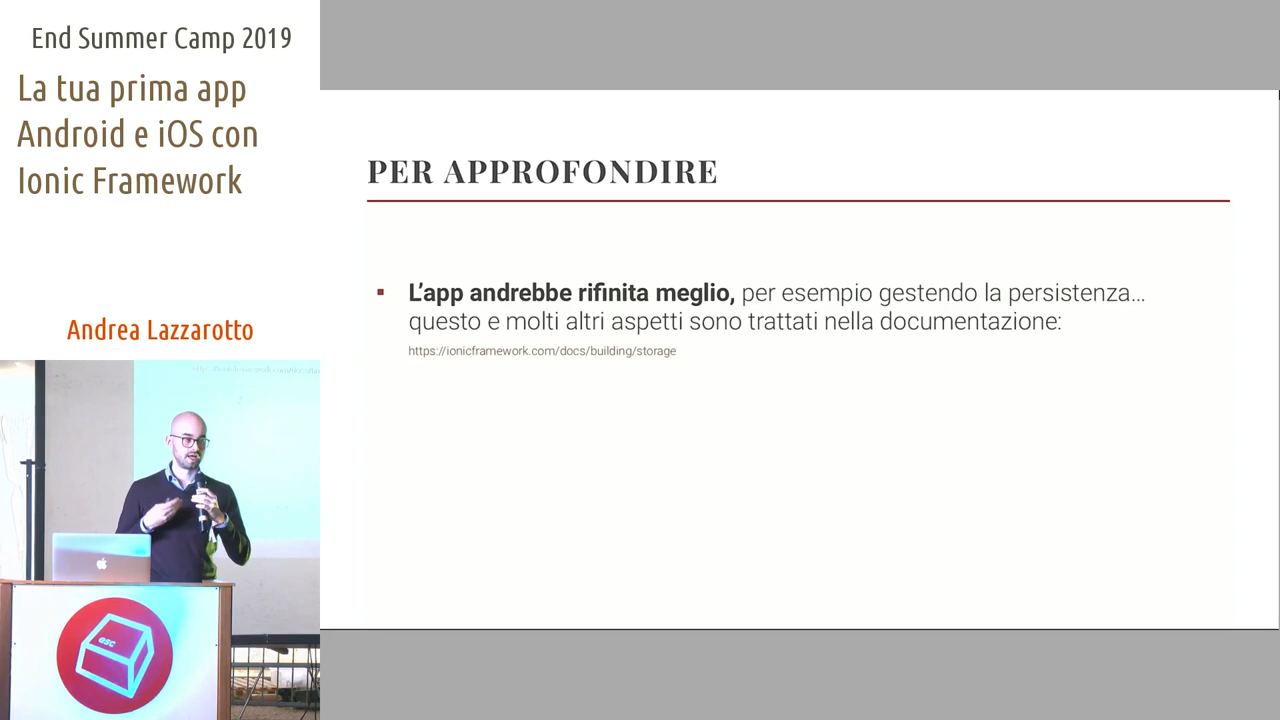 End Summer Camp 2019
La tua prima app
Android e iOS con
Ionic Framework
Andrea Lazzarotto
PER APPROFONDIRE
L’app andrebbe rifinita meglio, per esempio gestendo la persistenza…
questo e molti altri aspetti sono trattati nella documentazione:
https://ionicframework.com/docs/building/storage
esc